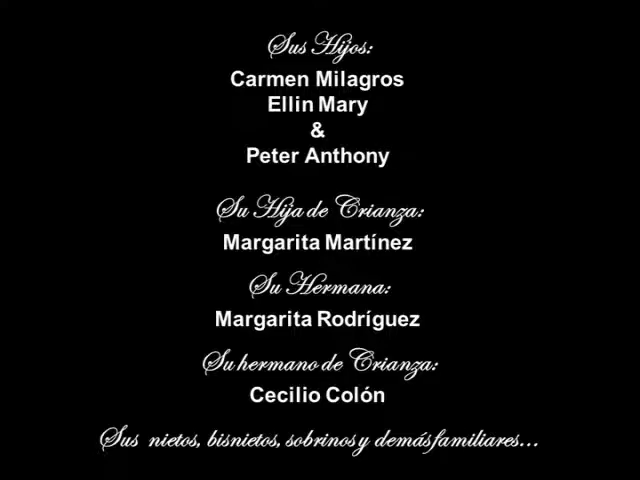 Sus Hijos:
Carmen Milagros
Ellin Mary
&
Peter Anthony
Su Hija de Crianza:
Margarita Martínez
Su Hermana:
Margarita Rodríguez
Su hermano de Crianza:
Cecilio Colón
Sus nietos, bisnietos, sobrinos y demás familiares...